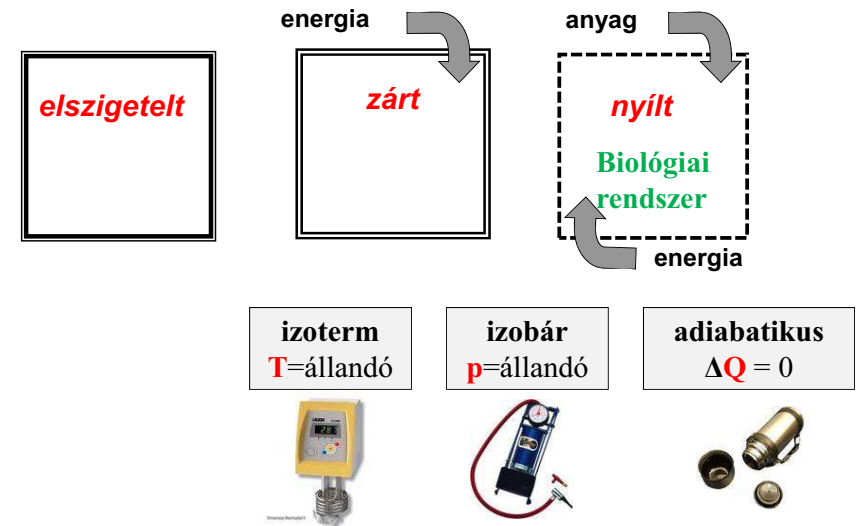 energia
anyag
elszigetelt
zárt
nyílt
Biológiai
rendszer
energia
izoterm
T=állandó
izobár
p=állandó
adiabatikus
ΔQ = 0